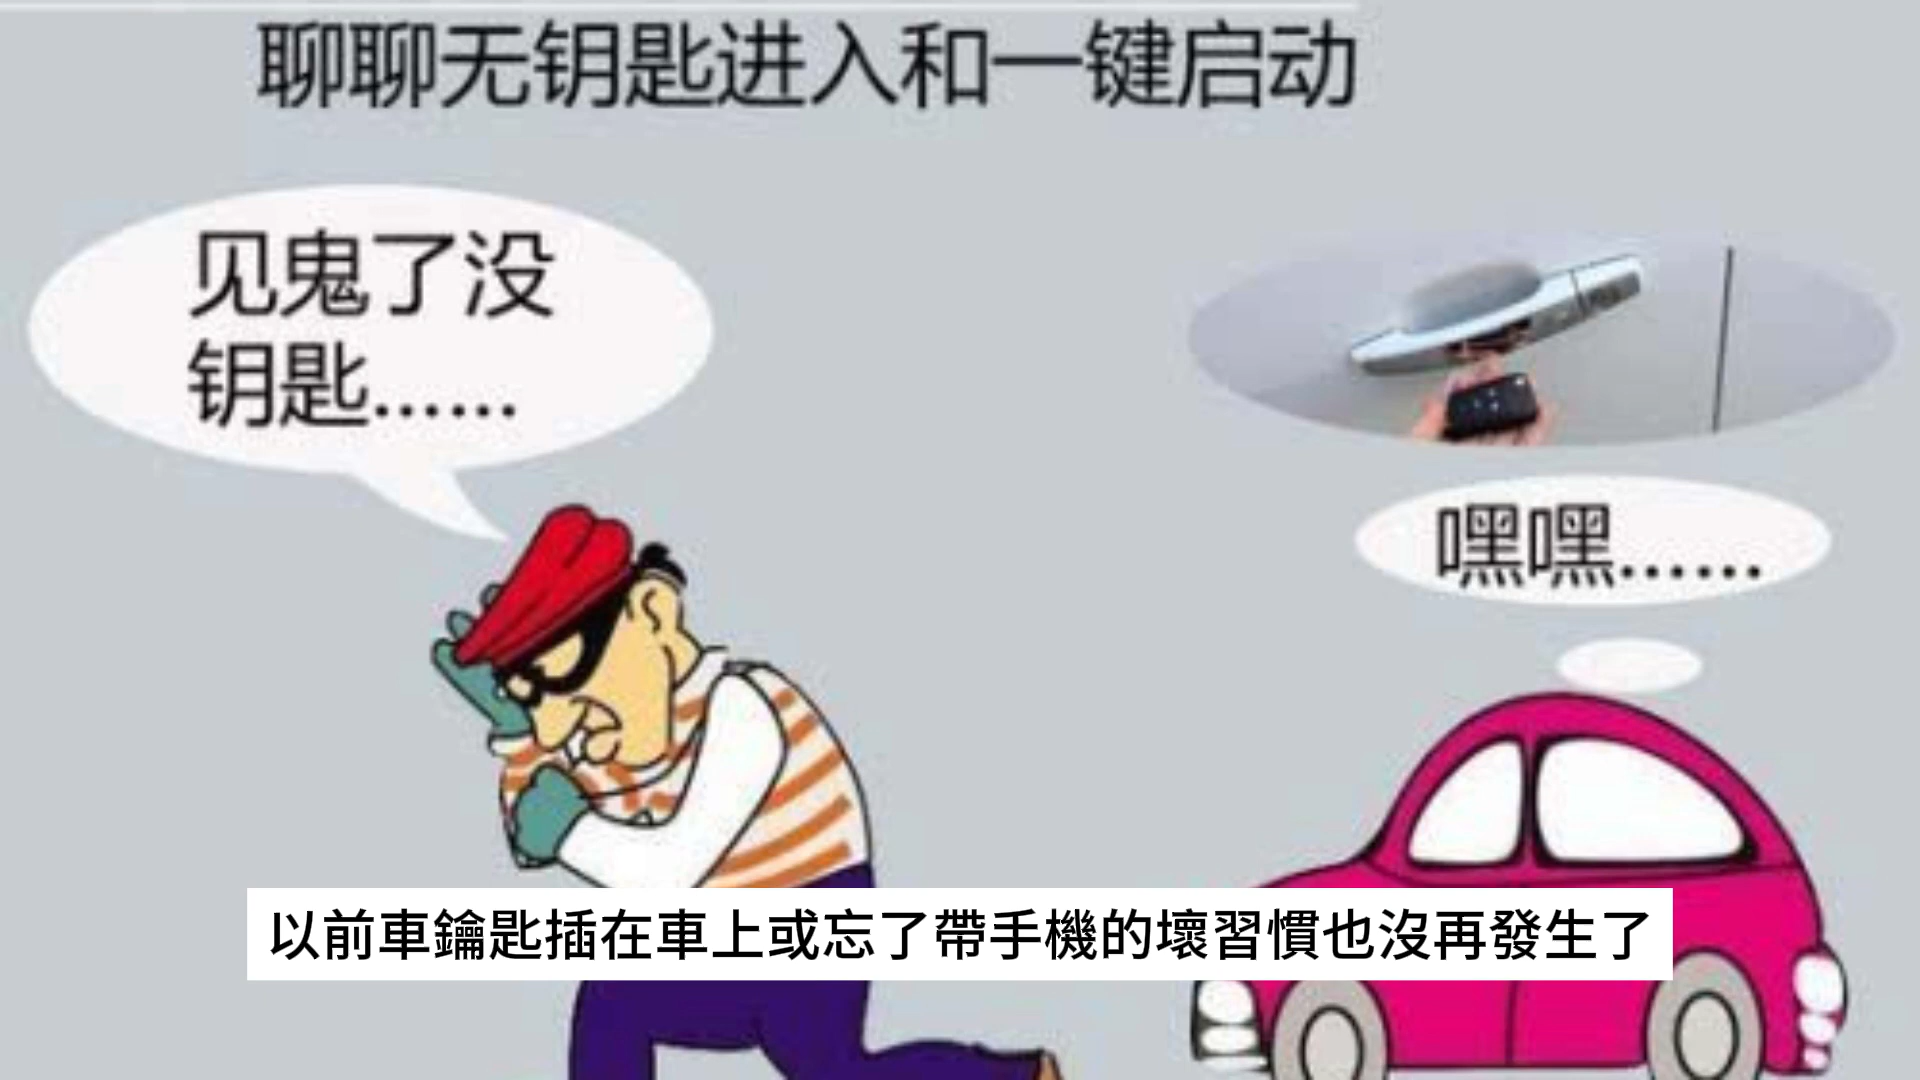 聊聊无钥匙进入和一键启动
见鬼了没
钥匙……
嘿嘿……
以前車鑰匙插在車上或忘了帶手機的壞習慣也沒再發生了